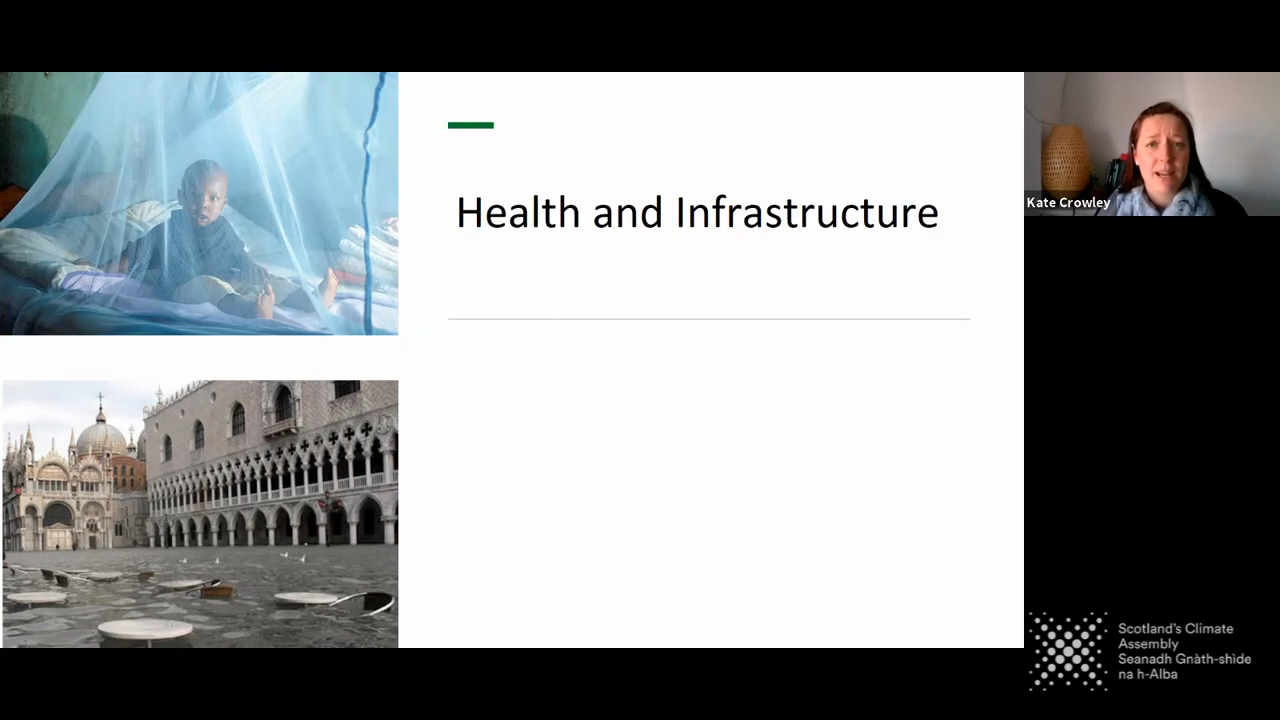 Health and Infrastructure
Kate Crowley
Scotland's Climate
Assembly
Seanadh Gnàth-shìde
na h-Alba